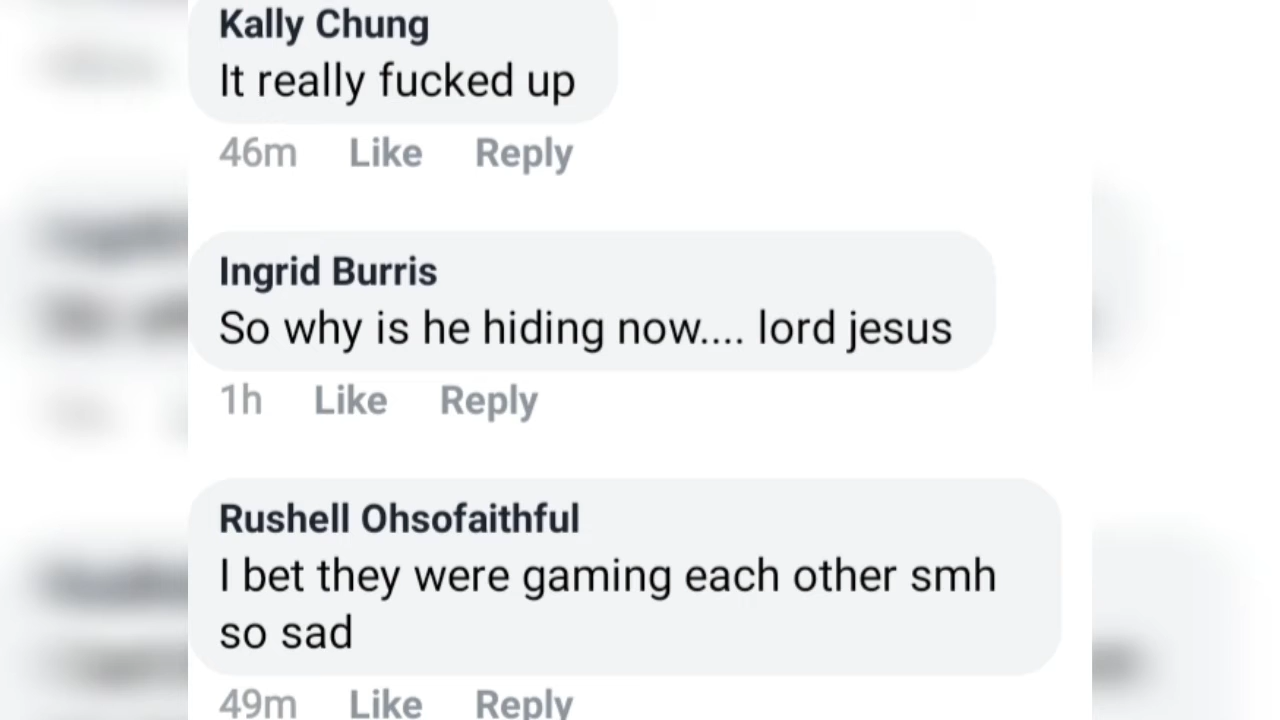 Kally Chung
It really fucked up
46m Like Reply
Ingrid Burris
So why is he hiding now.... lord jesus
1h Like Reply
Rushell Ohsofaithful
I bet they were gaming each other smh
so sad
49m Like Reply